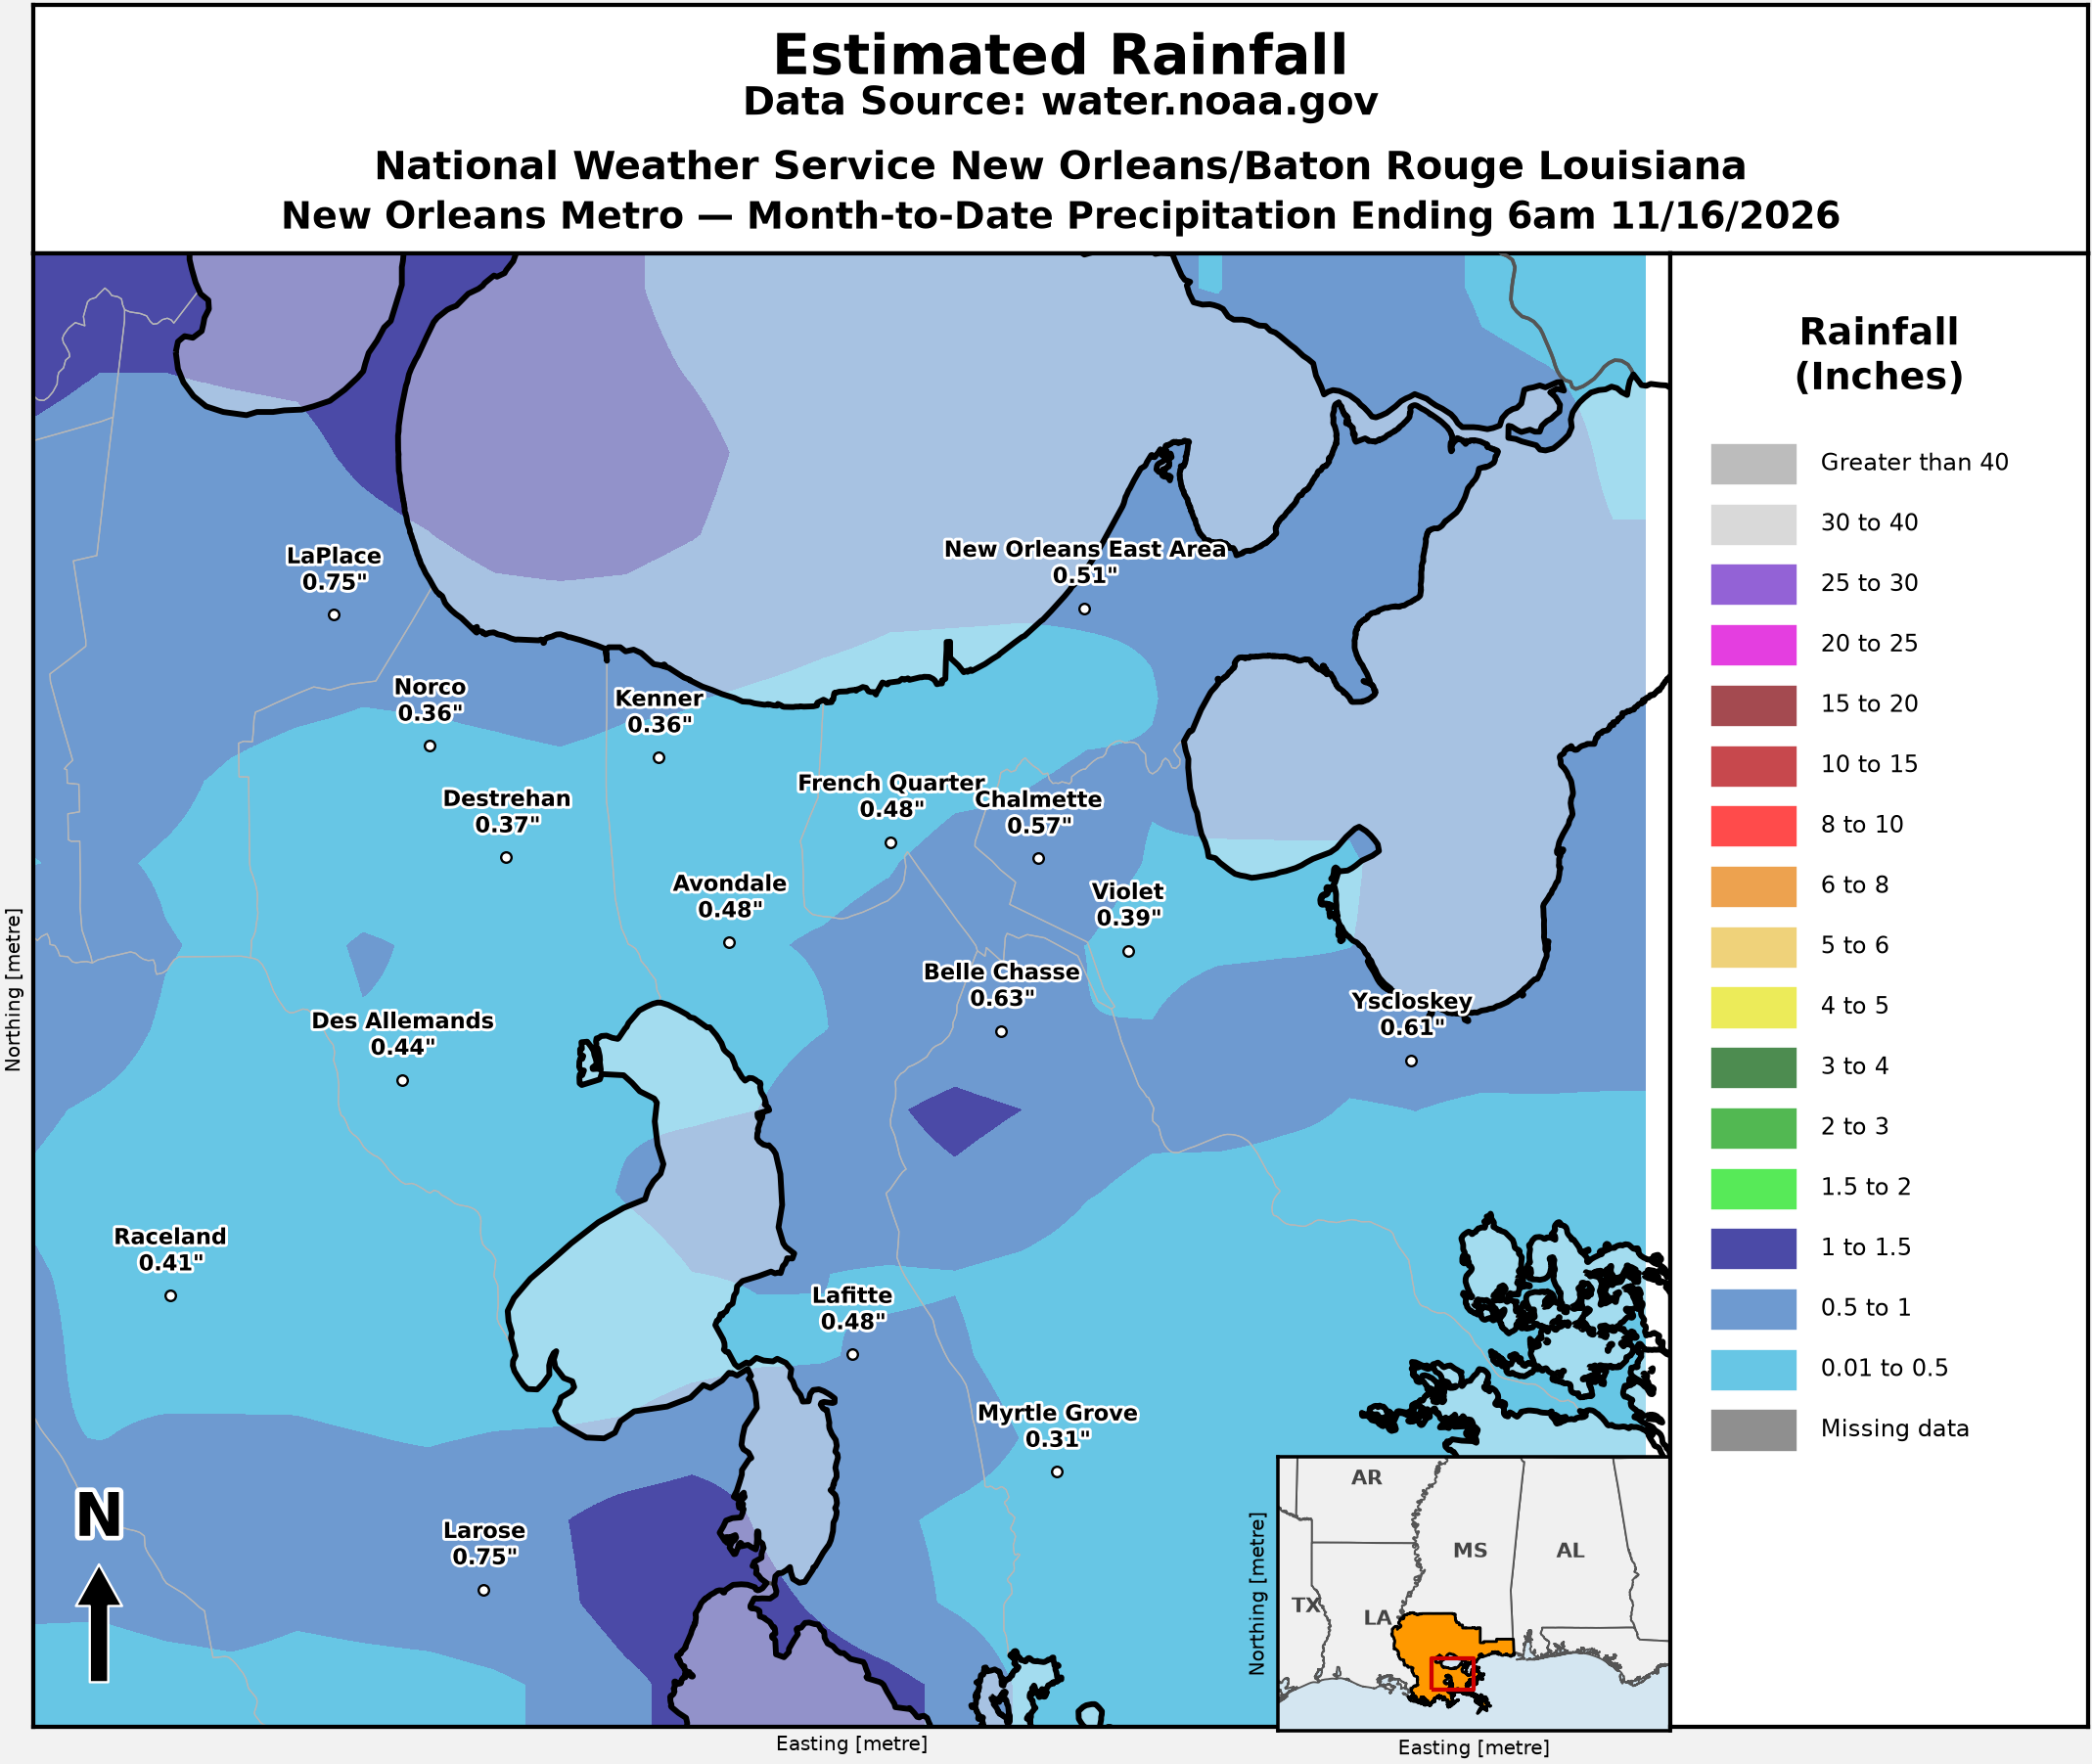 Estimated Rainfall
Data Source: water.noaa.gov
National Weather Service New Orleans/Baton Rouge Louisiana
New Orleans Metro — Month-to-Date Precipitation Ending 6am 11/16/2026
Rainfall
(Inches)
Greater than 40
30 to 40
25 to 30
20 to 25
15 to 20
10 to 15
8 to 10
6 to 8
5 to 6
4 to 5
3 to 4
2 to 3
1.5 to 2
1 to 1.5
0.5 to 1
0.01 to 0.5
Missing data
LaPlace
0.75"
New Orleans East Area
0.51"
Norco
0.36"
Kenner
0.36"
Destrehan
0.37"
French Quarter
0.48"
Chalmette
0.57"
Avondale
0.48"
Violet
0.39"
Belle Chasse
0.63"
Yscloskey
0.61"
Des Allemands
0.44"
Raceland
0.41"
Lafitte
0.48"
Myrtle Grove
0.31"
Larose
0.75"
N
AR
MS
AL
TX
LA
Northing [metre]
Northing [metre]
Easting [metre]
Easting [metre]